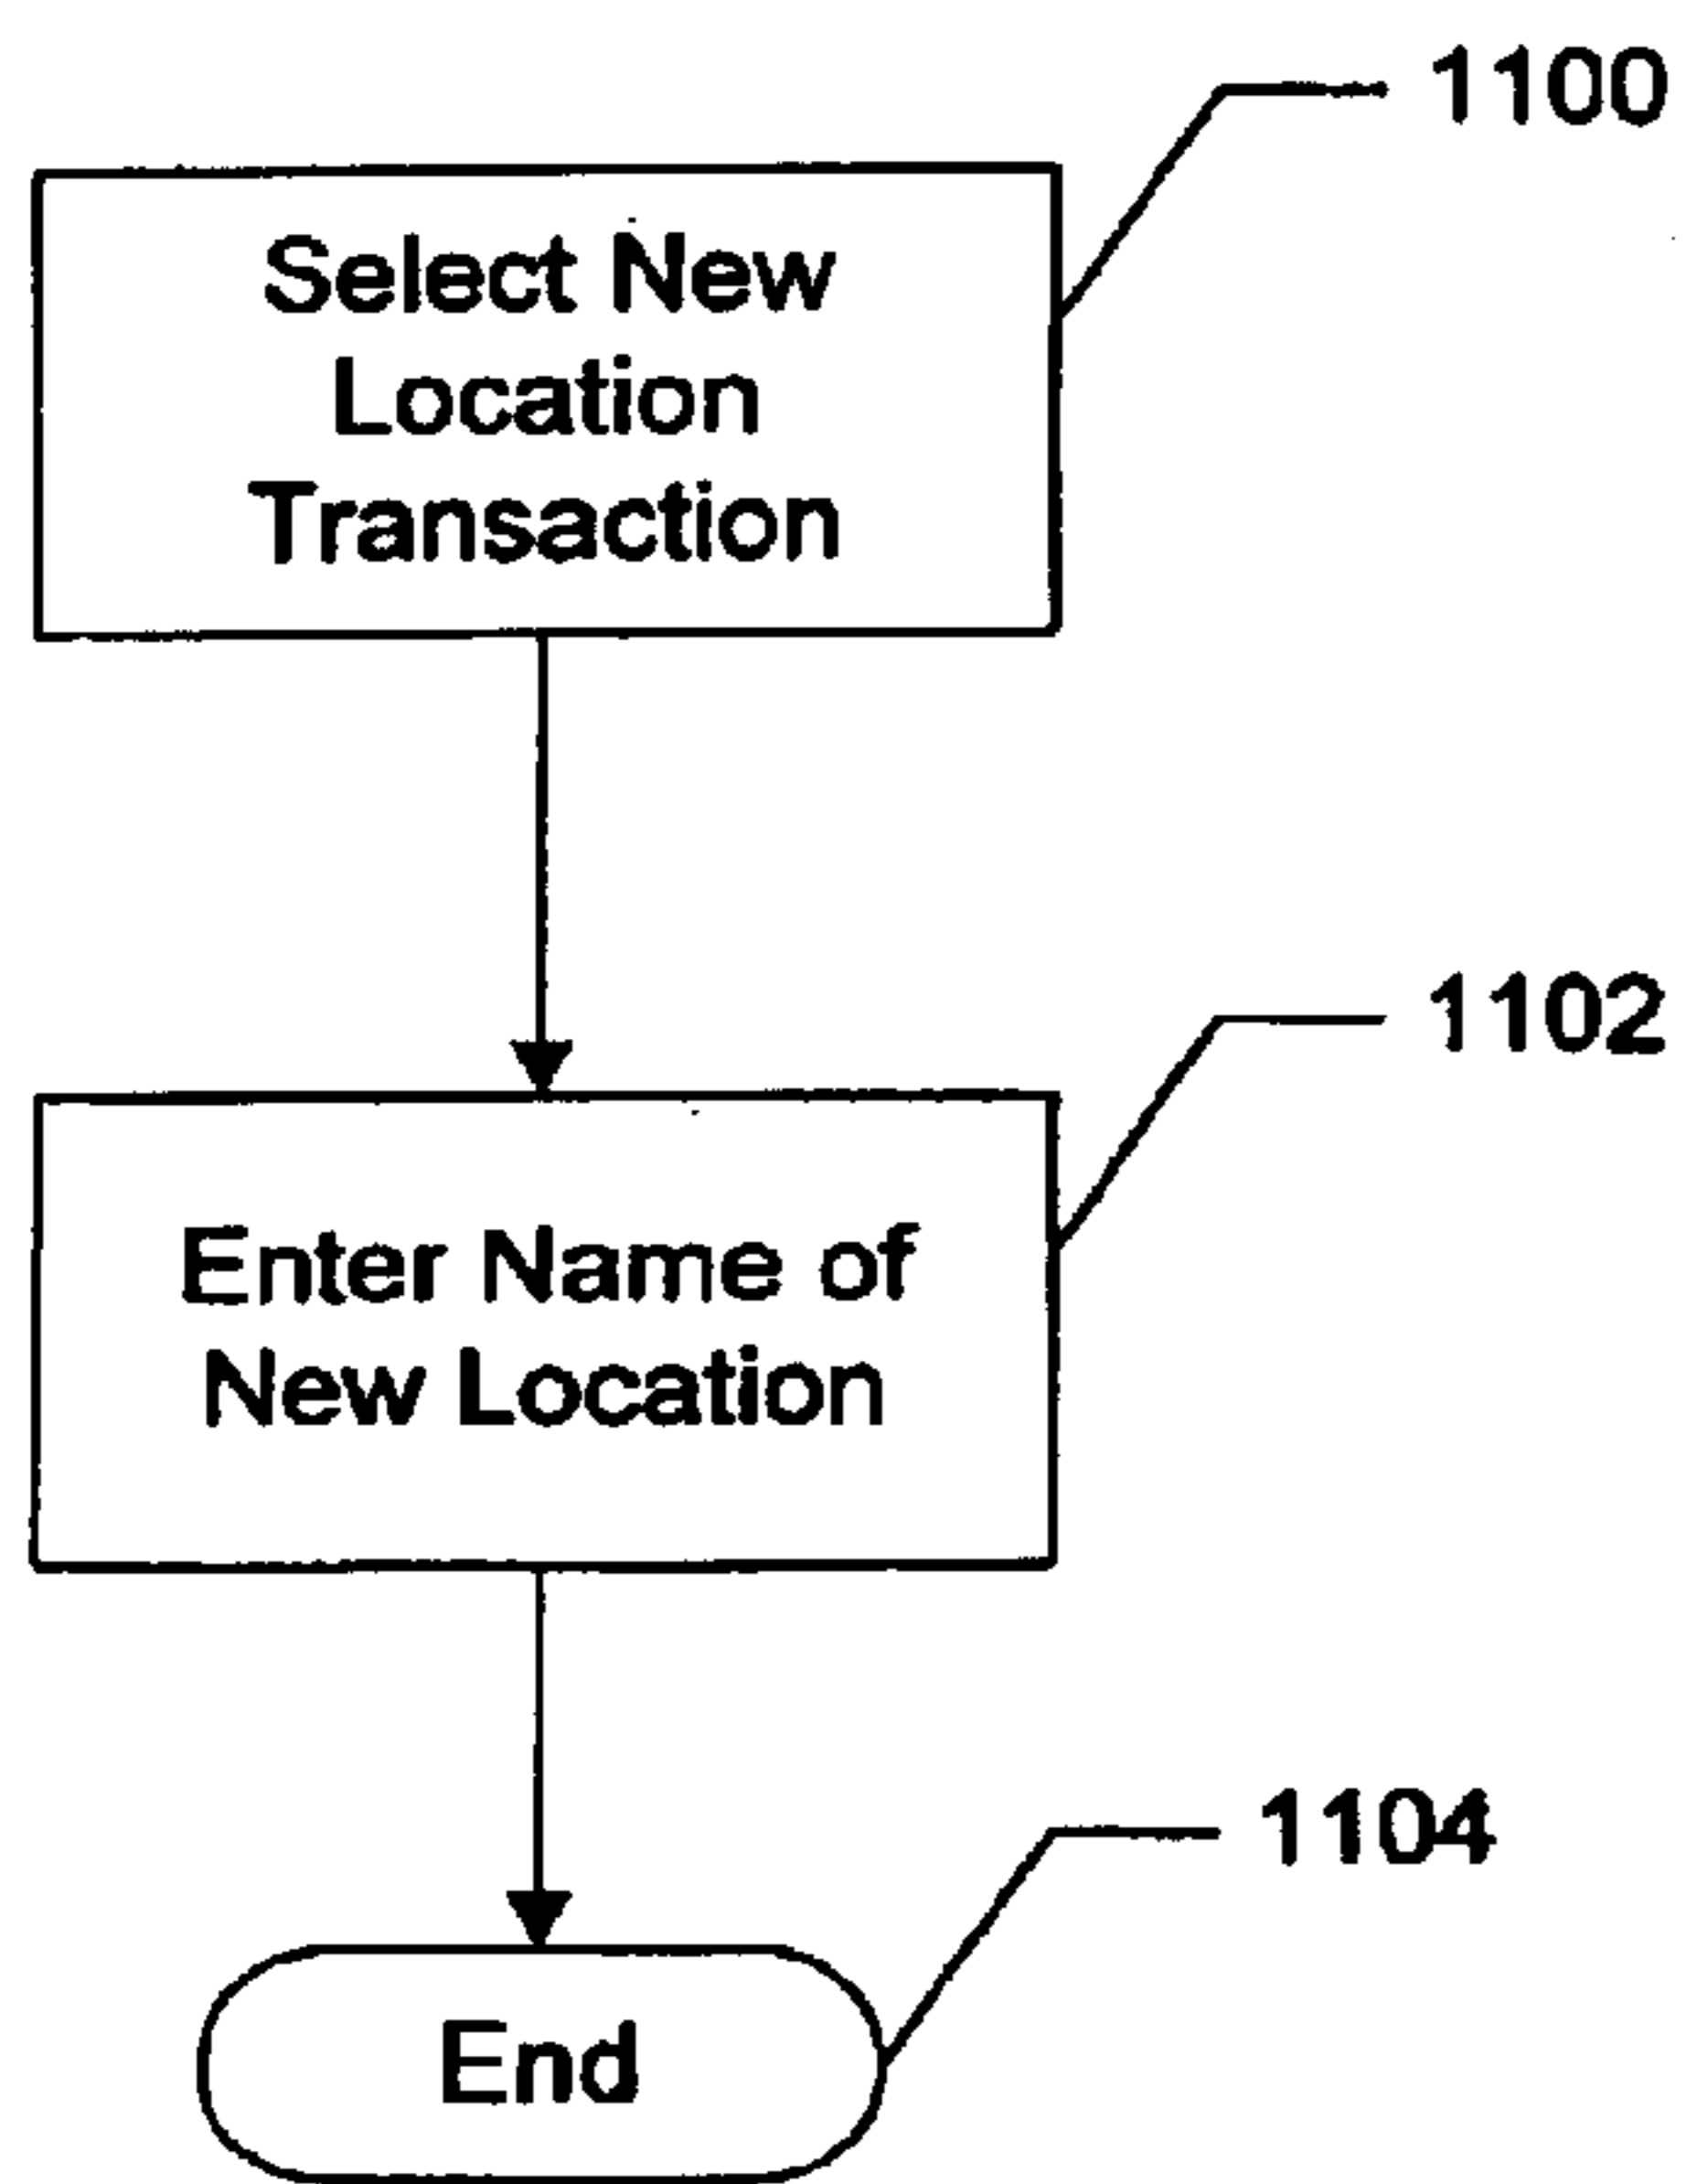 1100
Select New
Location
Transaction
1102
Enter Name of
New Location
1104
End